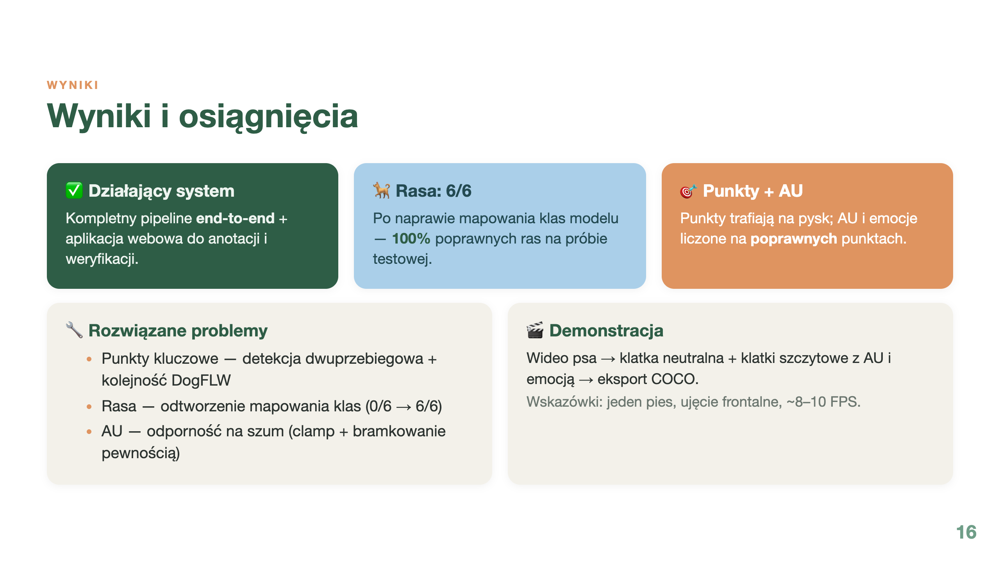 WYNIKI
Wyniki i osiągnięcia
✅ Działający system
Kompletny pipeline end-to-end +
aplikacja webowa do anotacji i
weryfikacji.
🐕 Rasa: 6/6
Po naprawie mapowania klas modelu
— 100% poprawnych ras na próbie
testowej.
🎯 Punkty + AU
Punkty trafiają na pysk; AU i emocje
liczone na poprawnych punktach.
🔧 Rozwiązane problemy
• Punkty kluczowe — detekcja dwuprzebiegowa +
kolejność DogFLW
• Rasa — odtworzenie mapowania klas (0/6 → 6/6)
• AU — odporność na szum (clamp + bramkowanie
pewnością)
🎬 Demonstracja
Wideo psa → klatka neutralna + klatki szczytowe z AU i
emocją → eksport COCO.
Wskazówki: jeden pies, ujęcie frontalne, ~8–10 FPS.
16